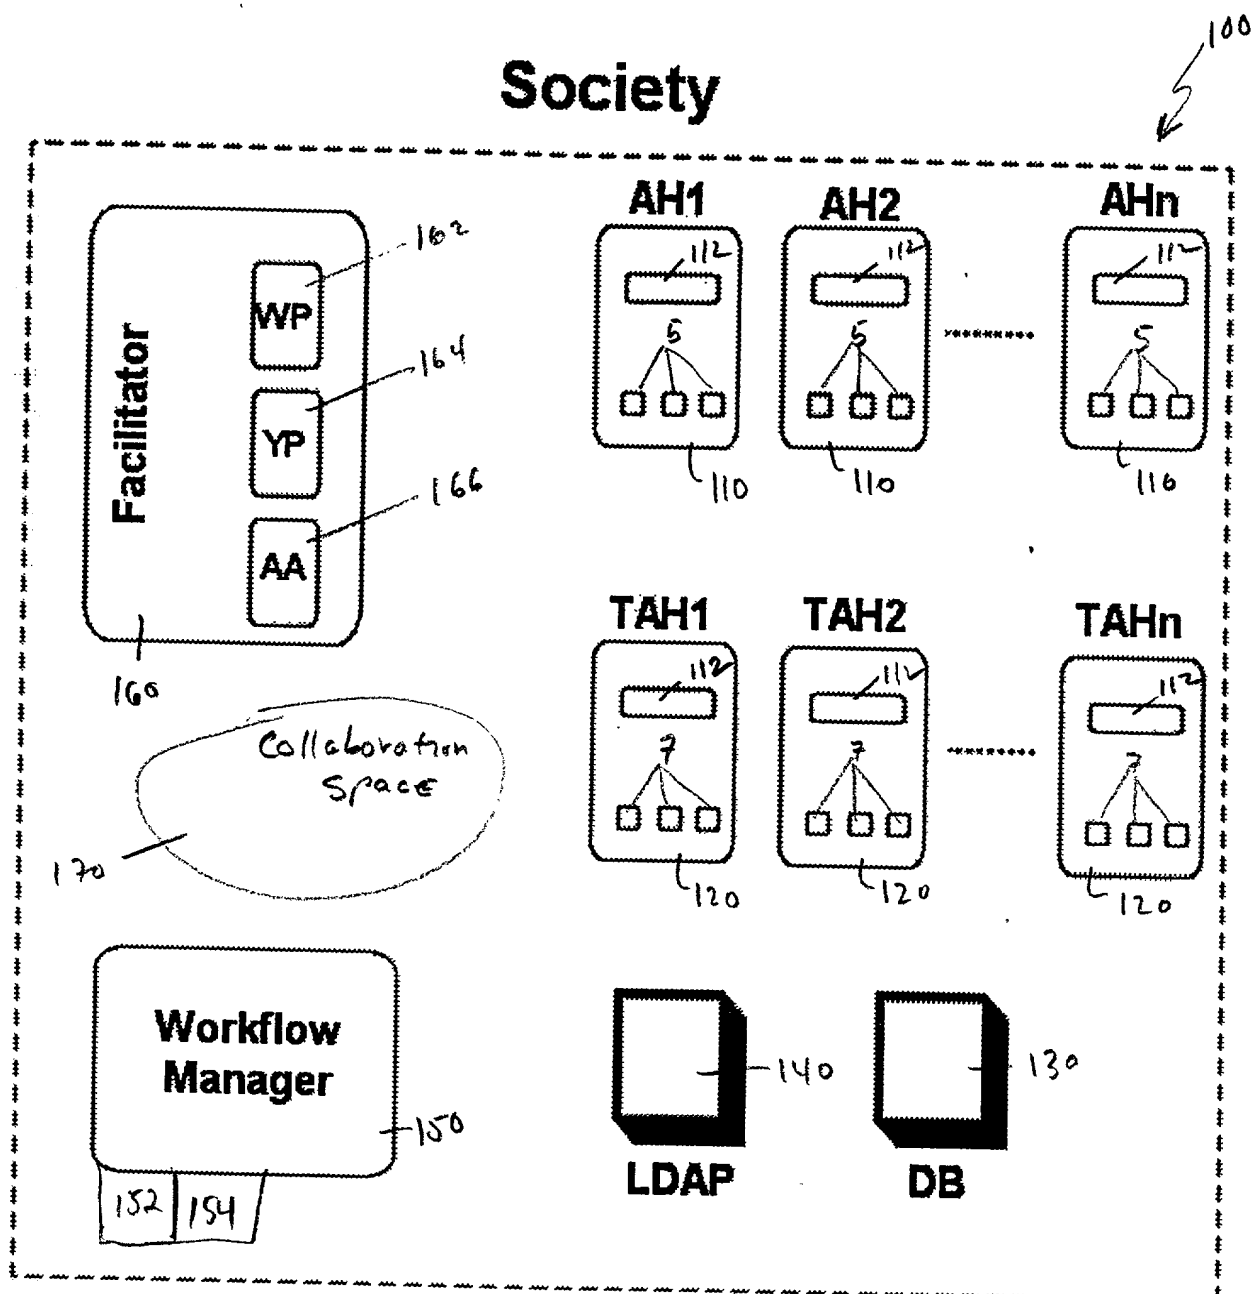 100
Society
AH1
AH2
AHn
Facilitator
WP
162
YP
164
AA
166
160
112
112
112
5
5
5
110
110
110
TAH1
TAH2
TAHn
112
112
112
7
7
7
120
120
120
Collaboration
Space
170
Workflow
Manager
150
152
154
140
LDAP
130
DB